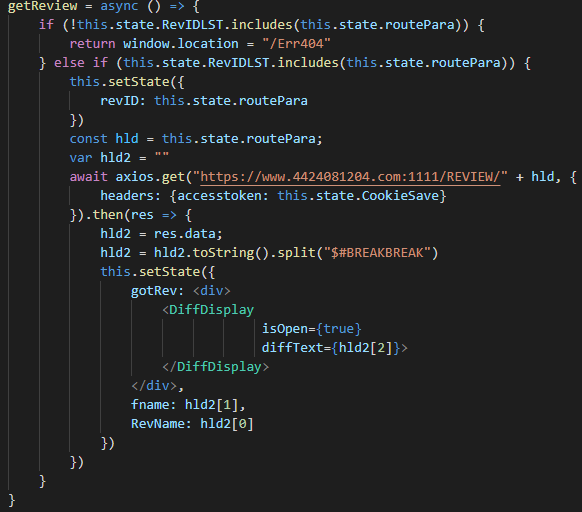 getReview = async () => {
    if (!this.state.RevIDLST.includes(this.state.routePara)) {
        return window.location = "/Err404"
    } else if (this.state.RevIDLST.includes(this.state.routePara)) {
        this.setState({
            revID: this.state.routePara
        })
        const hld = this.state.routePara;
        var hld2 = ""
        await axios.get("https://www.4424081204.com:1111/REVIEW/" + hld, {
            headers: {accesstoken: this.state.CookieSave}
        }).then(res => {
            hld2 = res.data;
            hld2 = hld2.toString().split("$#BREAKBREAK")
            this.setState({
                gotRev: <div>
                    <DiffDisplay
                                isOpen={true}
                                diffText={hld2[2]}>
                    </DiffDisplay>
                </div>,
                fname: hld2[1],
                RevName: hld2[0]
            })
        })
    }
}